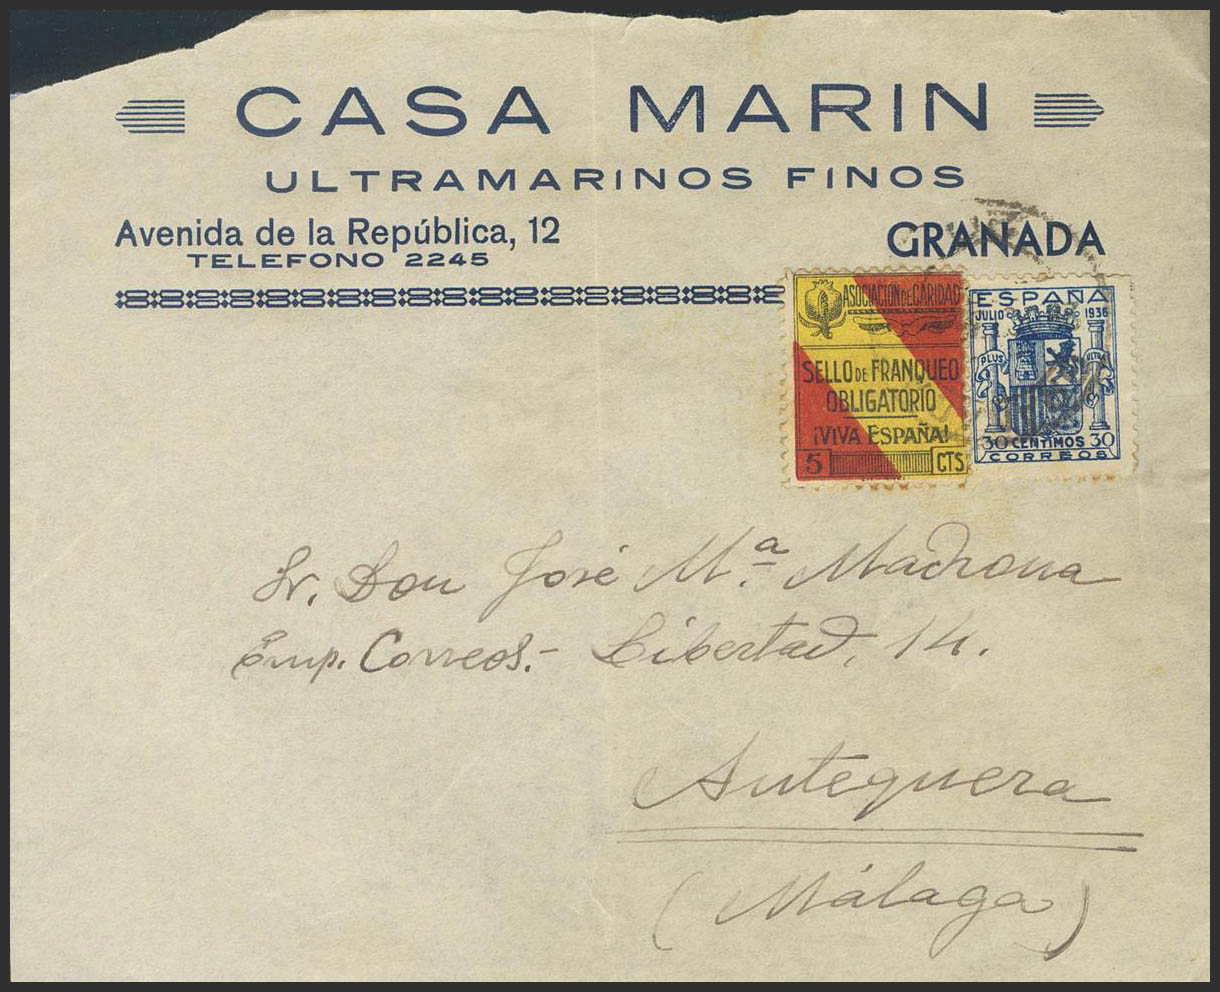 CASA MARIN
ULTRAMARINOS FINOS
Avenida de la República, 12
GRANADA
TELEFONO 2245
ASOCIACION DE CARIDAD
SELLO DE FRANQUEO
OBLIGATORIO
¡VIVA ESPAÑA!
5 CTS
ESPAÑA
JULIO 1936
PLUS ULTRA
30 CENTIMOS 30
CORREOS
Sr. Don José Mª Madrona
Emp. Correos.- Libertad, 14.
Antequera
(Málaga)